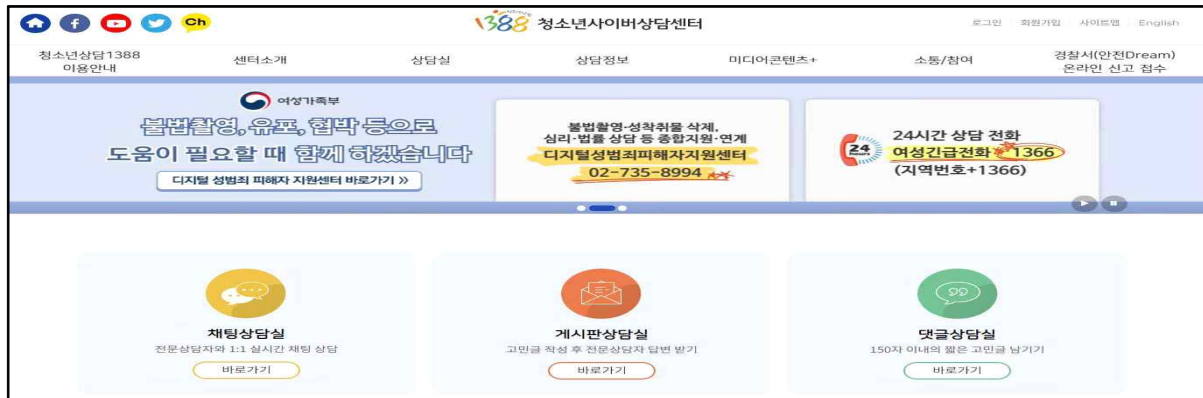 Ch
1388 청소년사이버상담센터
로그인 회원가입 사이트맵 English
청소년상담1388
이용안내
센터소개
상담실
상담정보
미디어콘텐츠+
소통/참여
경찰서(안전Dream)
온라인 신고 접수
여성가족부
불법촬영, 유포, 협박 등으로
도움이 필요할 때 함께 하겠습니다
디지털 성범죄 피해자 지원센터 바로가기 »
불법촬영·성착취물 삭제,
심리·법률 상담 등 종합지원·연계
디지털성범죄피해자지원센터
02-735-8994
24
24시간 상담 전화
여성긴급전화 1366
(지역번호+1366)
채팅상담실
전문상담자와 1:1 실시간 채팅 상담
바로가기
게시판상담실
고민글 작성 후 전문상담자 답변 받기
바로가기
댓글상담실
150자 이내의 짧은 고민글 남기기
바로가기